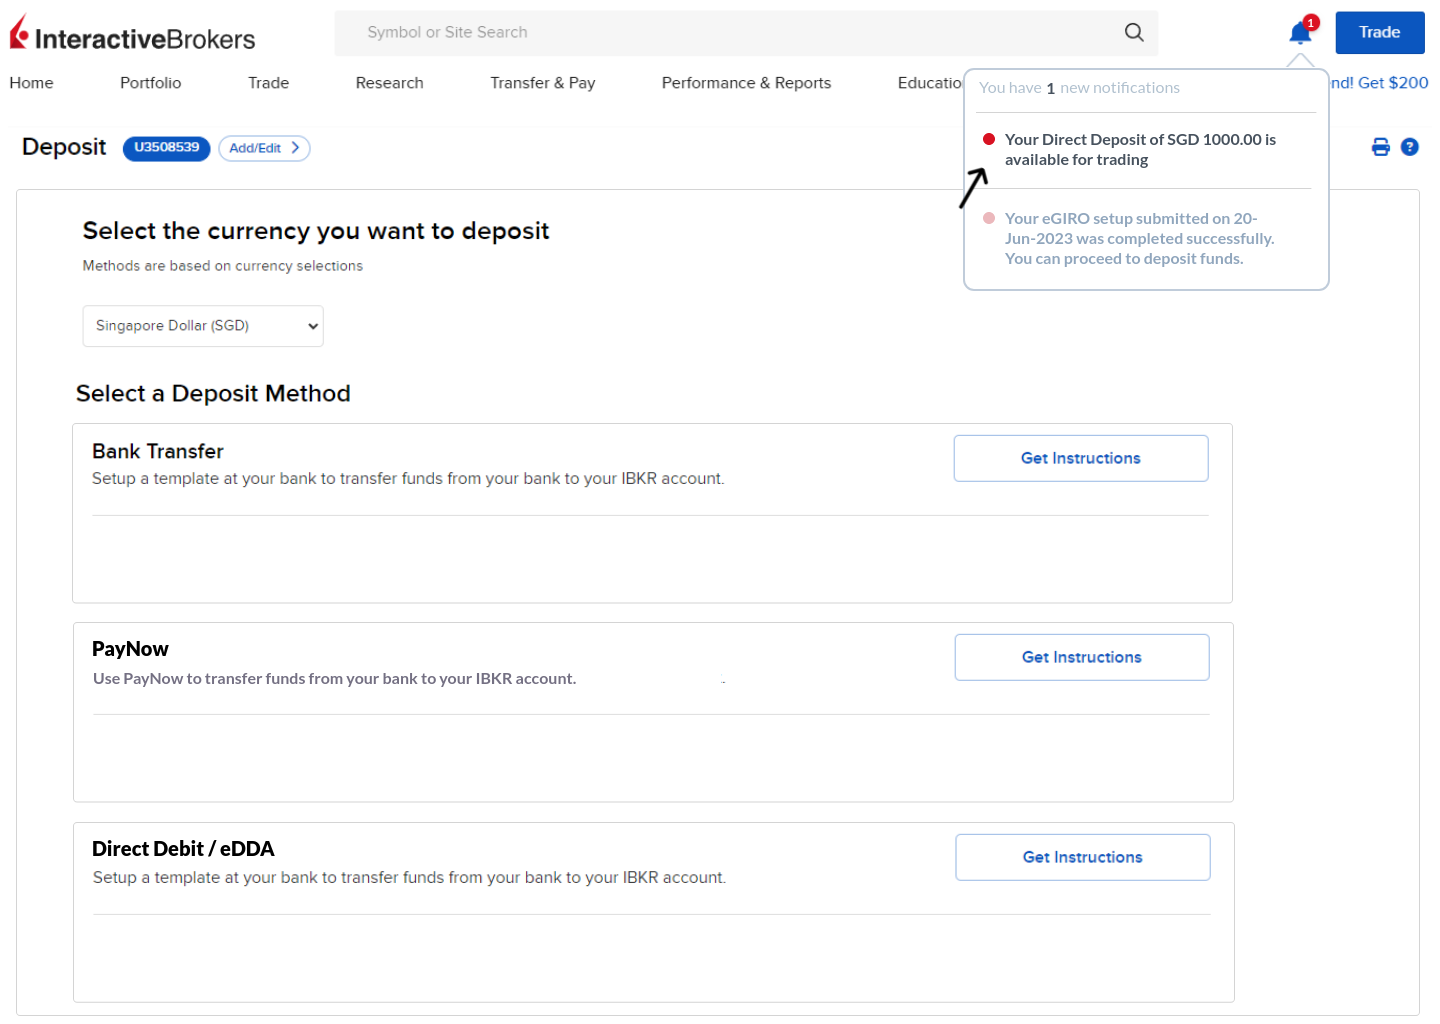 InteractiveBrokers
Symbol or Site Search
1
Trade
Home
Portfolio
Trade
Research
Transfer & Pay
Performance & Reports
nd! Get $200
You have 1 new notifications
Your Direct Deposit of SGD 1000.00 is
available for trading
Your eGIRO setup submitted on 20-
Jun-2023 was completed successfully.
You can proceed to deposit funds.
Deposit
U3508539
Add/Edit
?
Select the currency you want to deposit
Methods are based on currency selections
Singapore Dollar (SGD)
Select a Deposit Method
Bank Transfer
Get Instructions
Setup a template at your bank to transfer funds from your bank to your IBKR account.
PayNow
Get Instructions
Use PayNow to transfer funds from your bank to your IBKR account.
Direct Debit / eDDA
Get Instructions
Setup a template at your bank to transfer funds from your bank to your IBKR account.